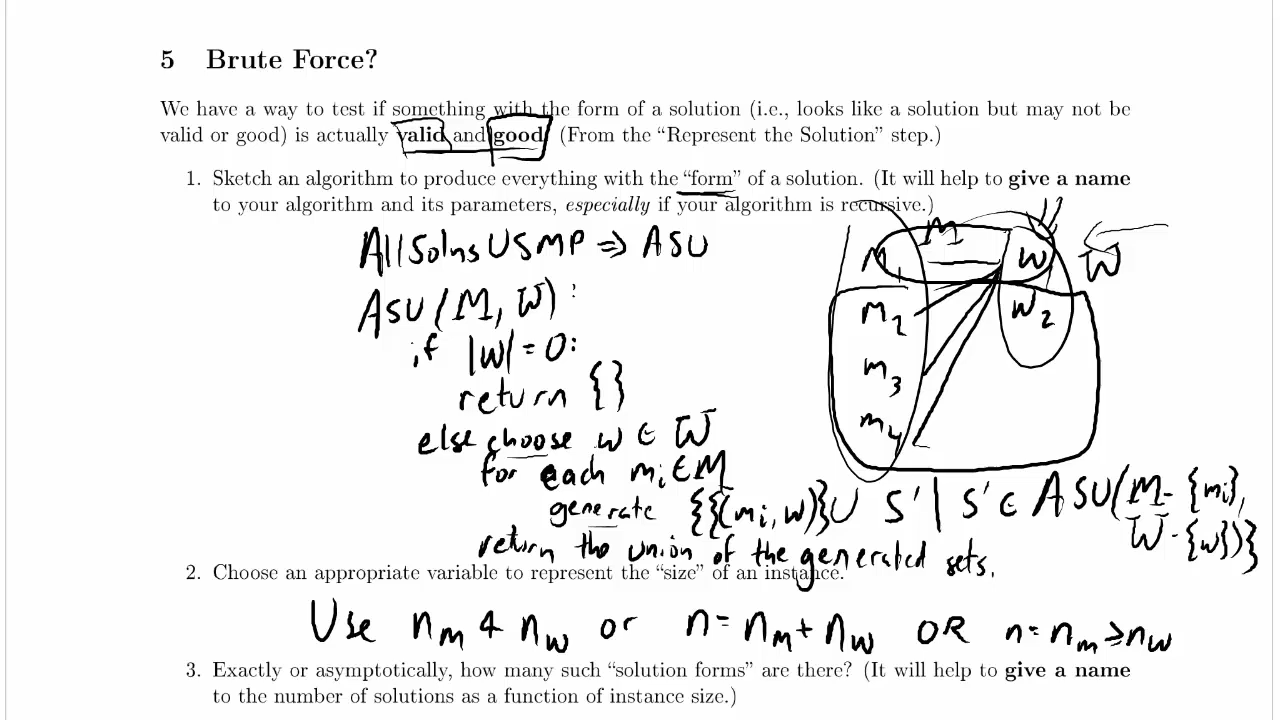 5 Brute Force?
We have a way to test if something with the form of a solution (i.e., looks like a solution but may not be
valid or good) is actually valid and good. (From the "Represent the Solution" step.)
1. Sketch an algorithm to produce everything with the "form" of a solution. (It will help to give a name
to your algorithm and its parameters, especially if your algorithm is recursive.)
AllSolnsUSMP ⇒ ASU
M
m1 w W
ASU(M, W):
m2 w2
if |W| = 0:
m3
return {}
m4
else choose w ∈ W
for each mi ∈ M
generate {{(mi, w)} ∪ S' | S' ∈ ASU(M - {mi},
W - {w})}
return the union of the generated sets.
2. Choose an appropriate variable to represent the "size" of an instance.
Use nm & nw or n = nm + nw OR n = nm ≥ nw
3. Exactly or asymptotically, how many such "solution forms" are there? (It will help to give a name
to the number of solutions as a function of instance size.)